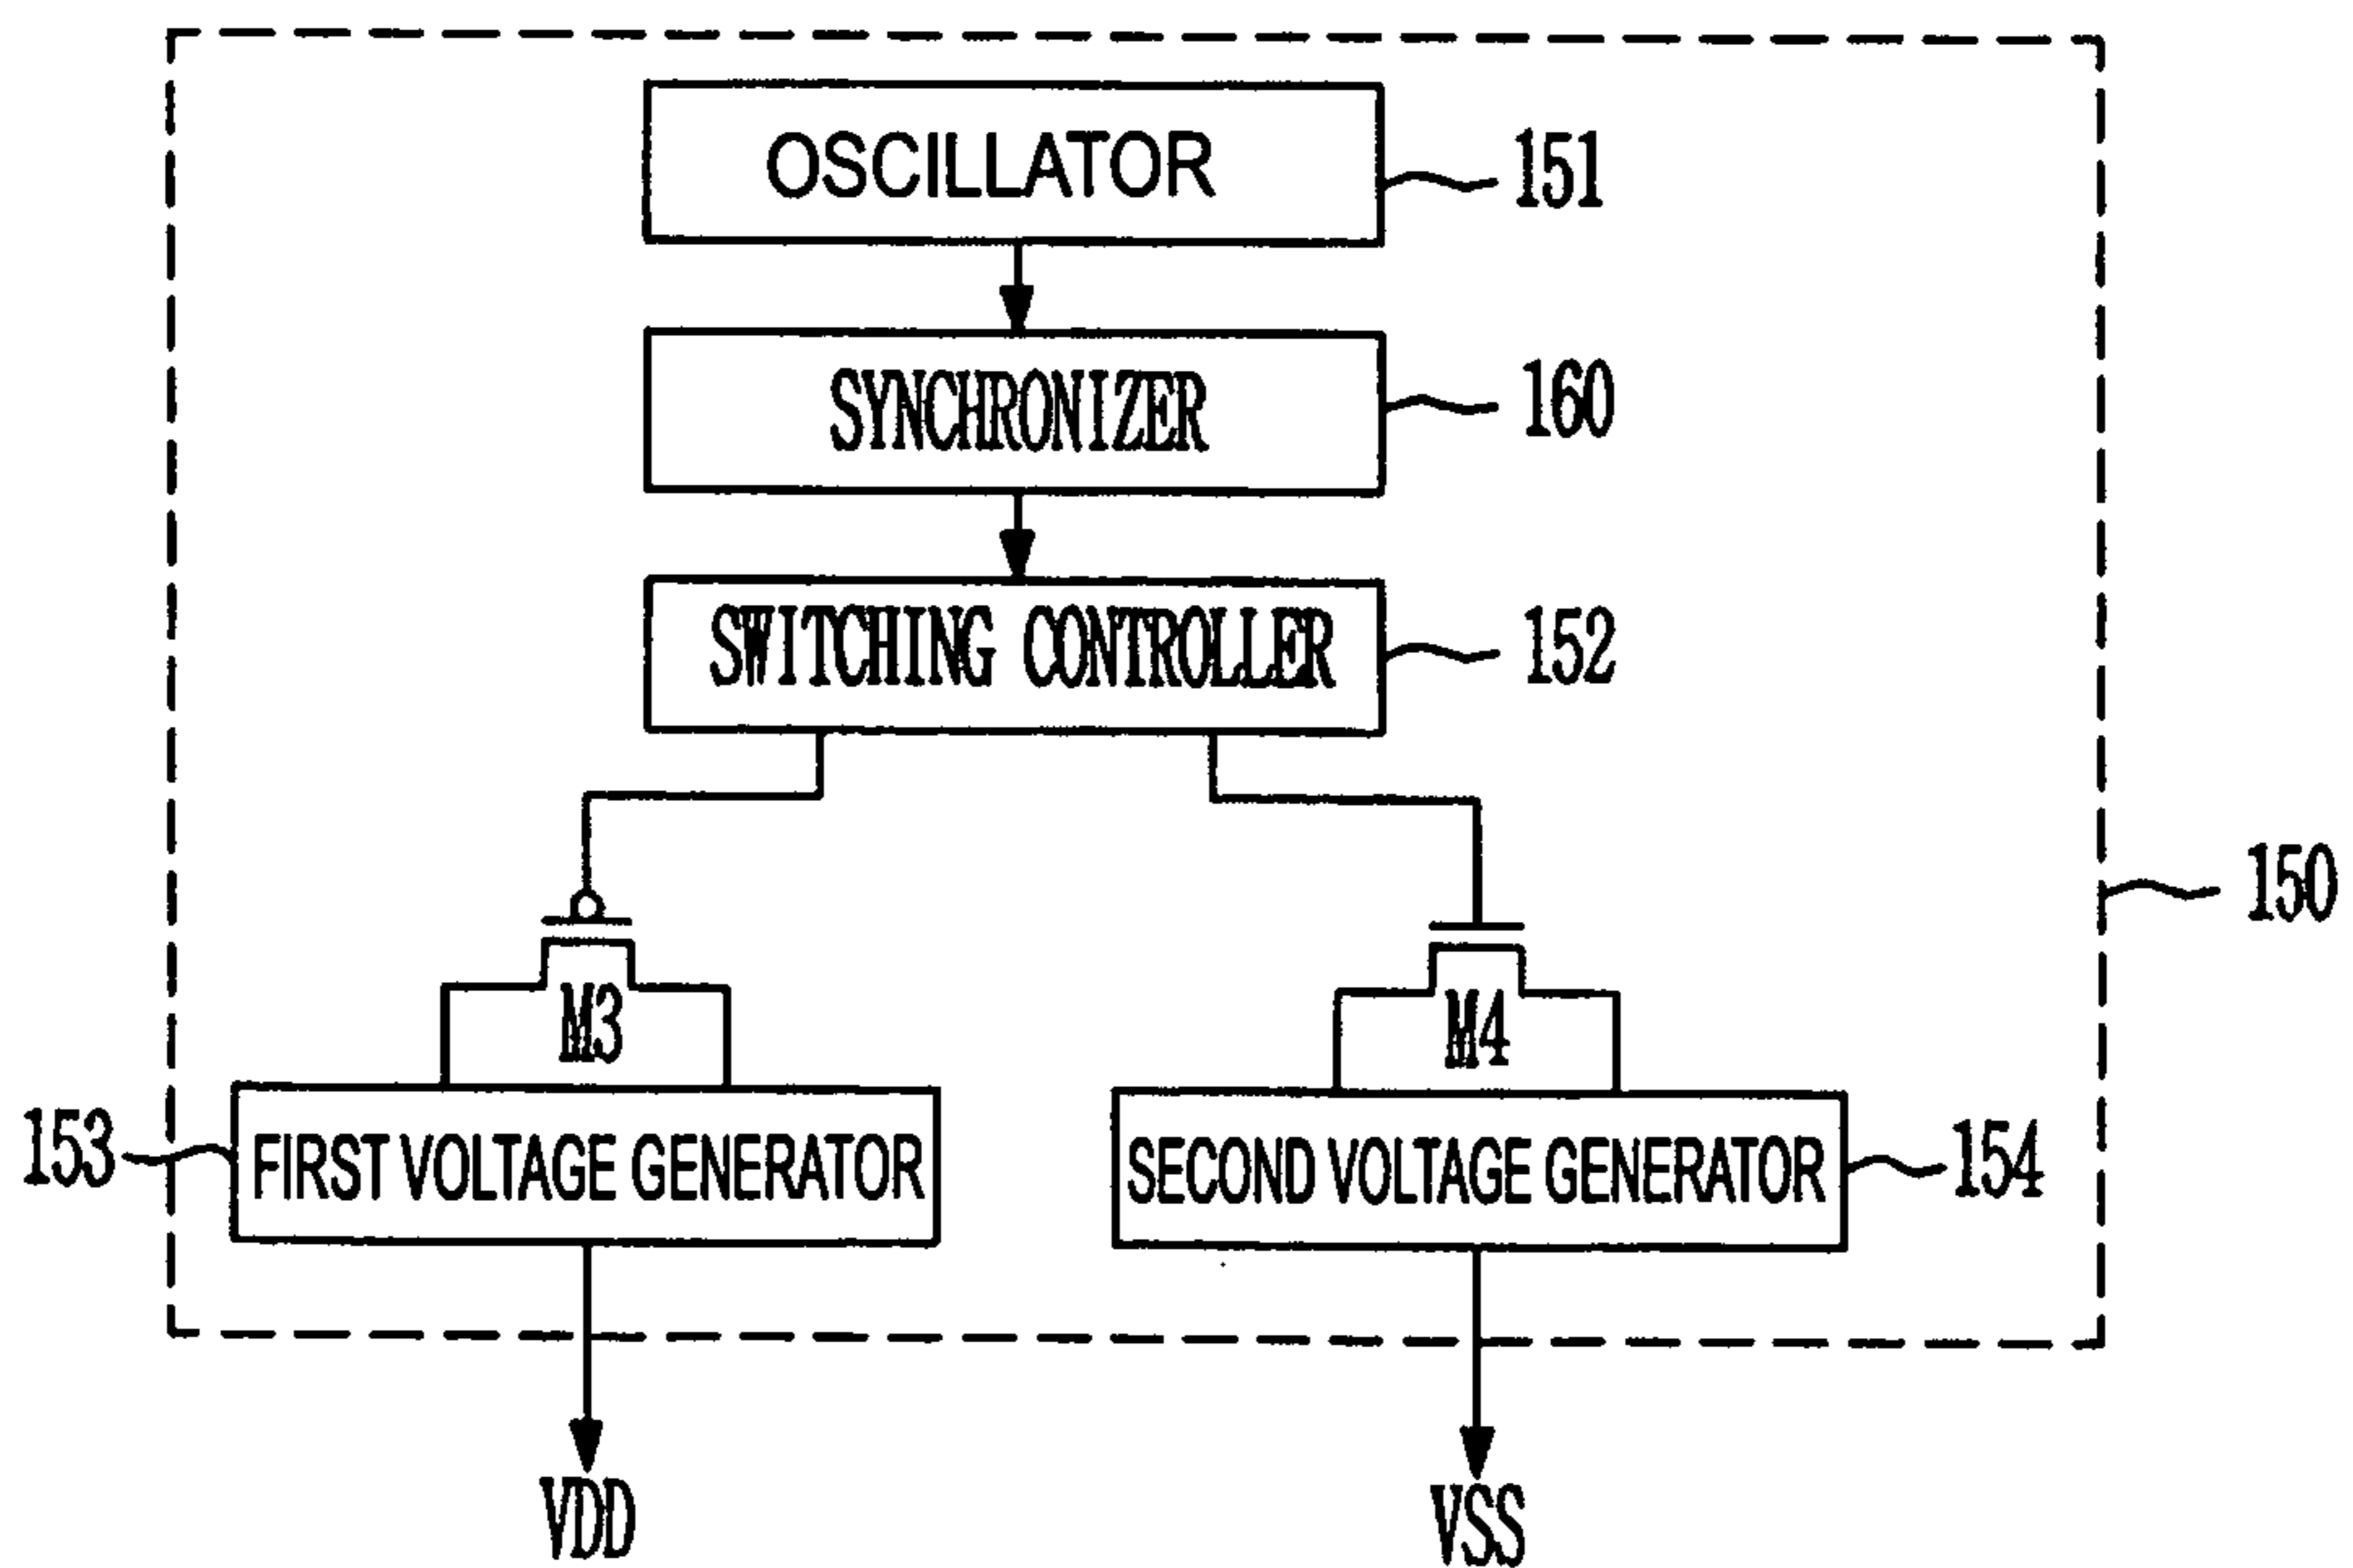 OSCILLATOR
151
SYNCHRONIZER
160
SWITCHING CONTROLLER
152
150
M3
M4
153
FIRST VOLTAGE GENERATOR
SECOND VOLTAGE GENERATOR
154
VDD
VSS